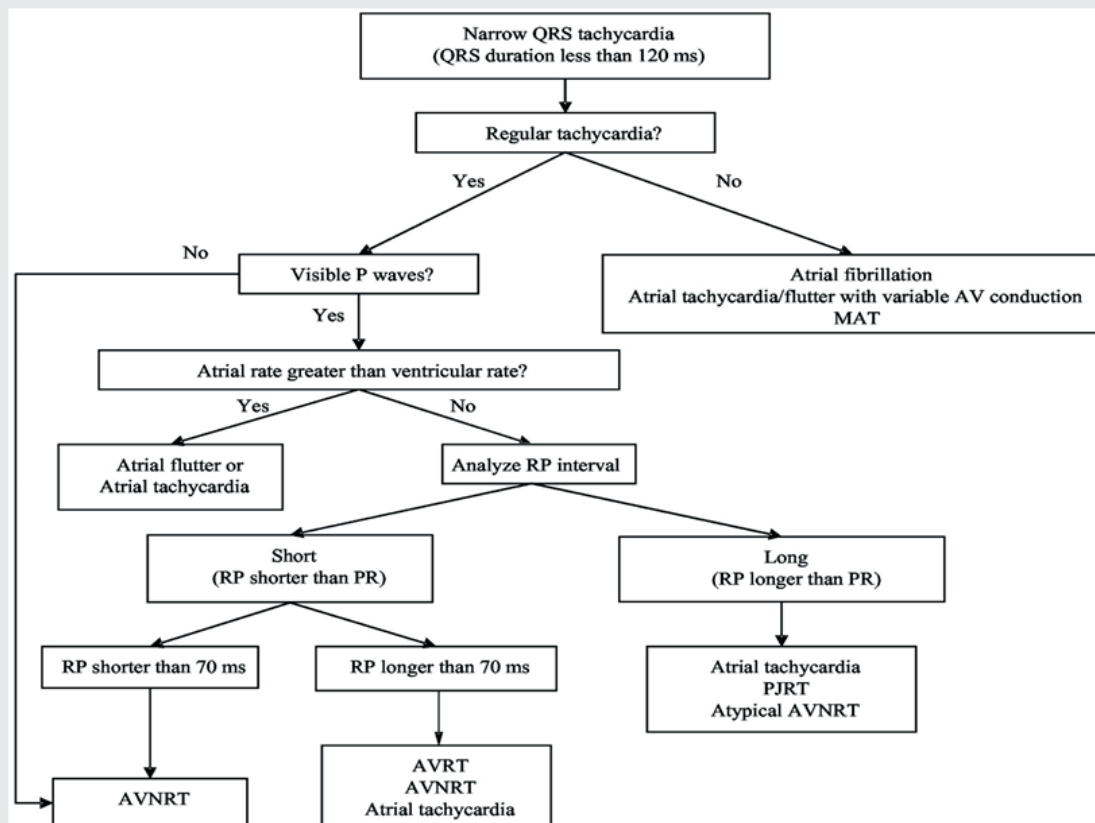 Narrow QRS tachycardia
(QRS duration less than 120 ms)
Regular tachycardia?
Yes
No
No
Visible P waves?
Atrial fibrillation
Atrial tachycardia/flutter with variable AV conduction
MAT
Yes
Atrial rate greater than ventricular rate?
Yes
No
Atrial flutter or
Atrial tachycardia
Analyze RP interval
Short
(RP shorter than PR)
Long
(RP longer than PR)
RP shorter than 70 ms
RP longer than 70 ms
Atrial tachycardia
PJRT
Atypical AVNRT
AVNRT
AVRT
AVNRT
Atrial tachycardia